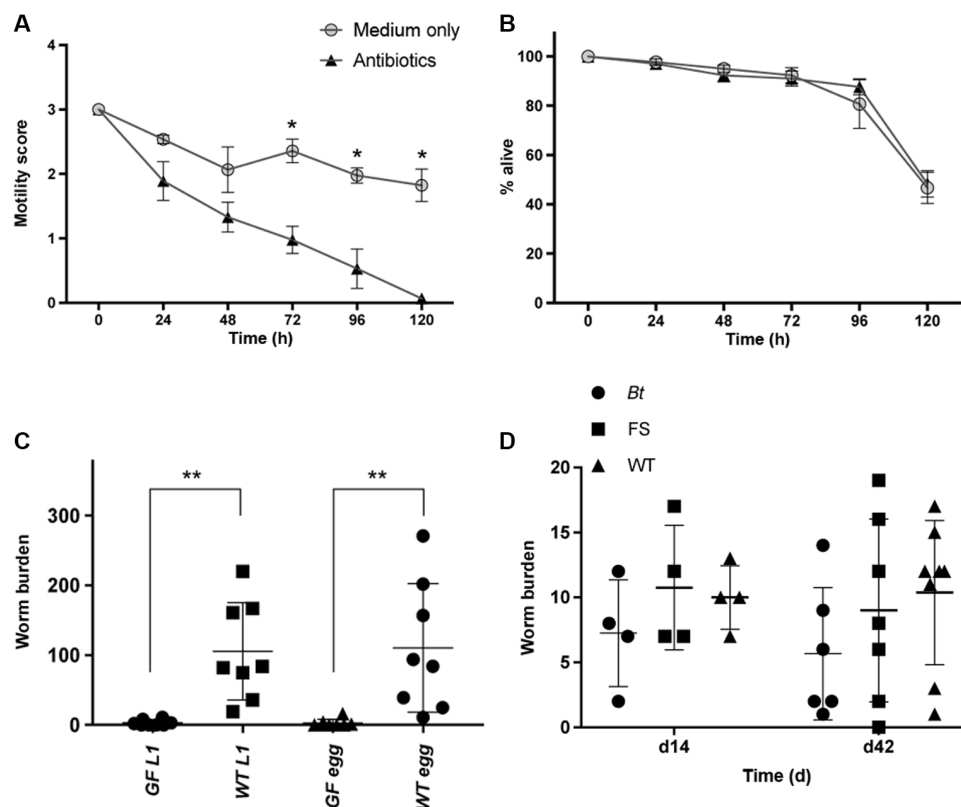 A
Medium only
Antibiotics
*
*
*
4
3
2
1
0
Motility score
0 24 48 72 96 120
Time (h)
B
100
80
60
40
20
0
% alive
0 24 48 72 96 120
Time (h)
C
**
**
300
200
100
0
Worm burden
GF L1
WT L1
GF egg
WT egg
D
Bt
FS
WT
20
15
10
5
0
Worm burden
d14 d42
Time (d)